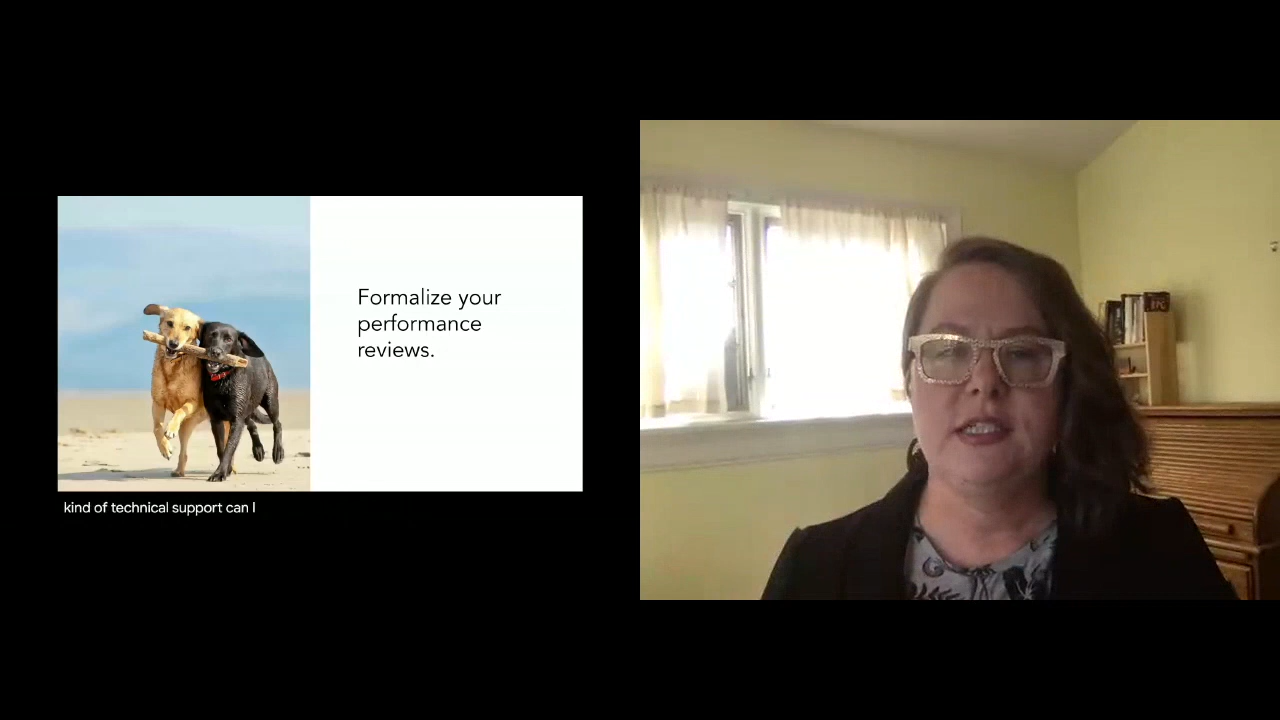 Formalize your
performance
reviews.
kind of technical support can I